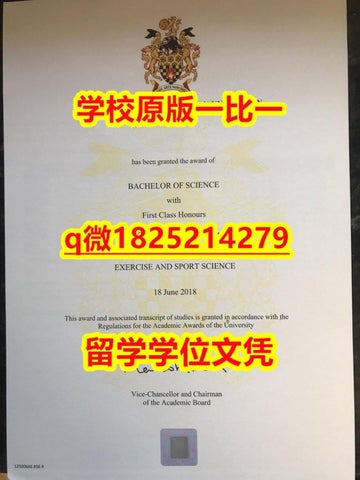 学校原版一比一
has been granted the award of
BACHELOR OF SCIENCE
with
First Class Honours
q微1825214279
EXERCISE AND SPORT SCIENCE
18 June 2018
This award and associated transcript of studies is granted in accordance with the
Regulations for the Academic Awards of the University
留学学位文凭
Vice-Chancellor and Chairman
of the Academic Board